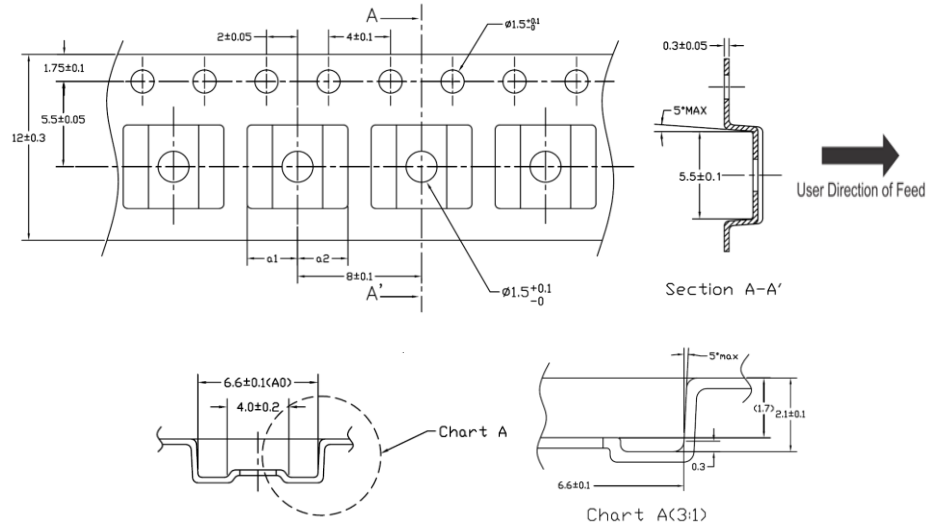 A
2±0.05
4±0.1
Ø1.5+0.1
-0
0.3±0.05
1.75±0.1
5.5±0.05
12±0.3
5°MAX
5.5±0.1
User Direction of Feed
a1
a2
8±0.1
A'
Ø1.5+0.1
-0
Section A-A'
6.6±0.1(A0)
4.0±0.2
Chart A
5°max
(1.7)
2.1±0.1
0.3
6.6±0.1
Chart A(3:1)